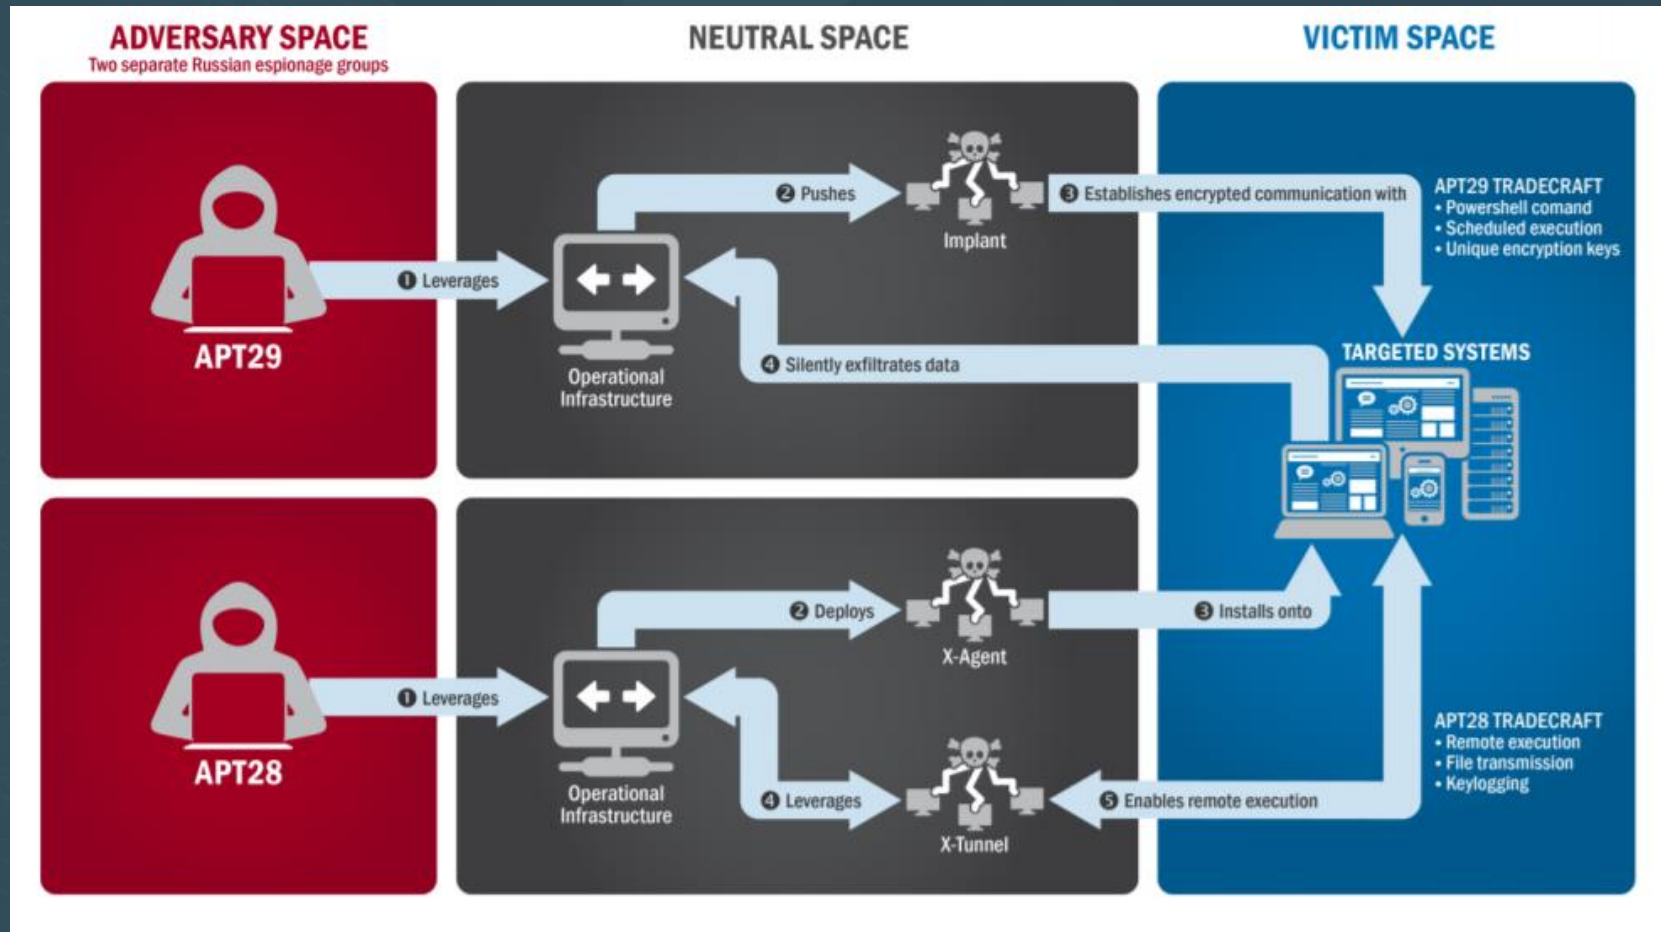 ADVERSARY SPACE
Two separate Russian espionage groups
NEUTRAL SPACE
VICTIM SPACE
APT29
❶ Leverages
Operational
Infrastructure
❷ Pushes
Implant
❸ Establishes encrypted communication with
❹ Silently exfiltrates data
APT29 TRADECRAFT
• Powershell comand
• Scheduled execution
• Unique encryption keys
TARGETED SYSTEMS
APT28
❶ Leverages
Operational
Infrastructure
❷ Deploys
X-Agent
❸ Installs onto
❹ Leverages
X-Tunnel
❺ Enables remote execution
APT28 TRADECRAFT
• Remote execution
• File transmission
• Keylogging